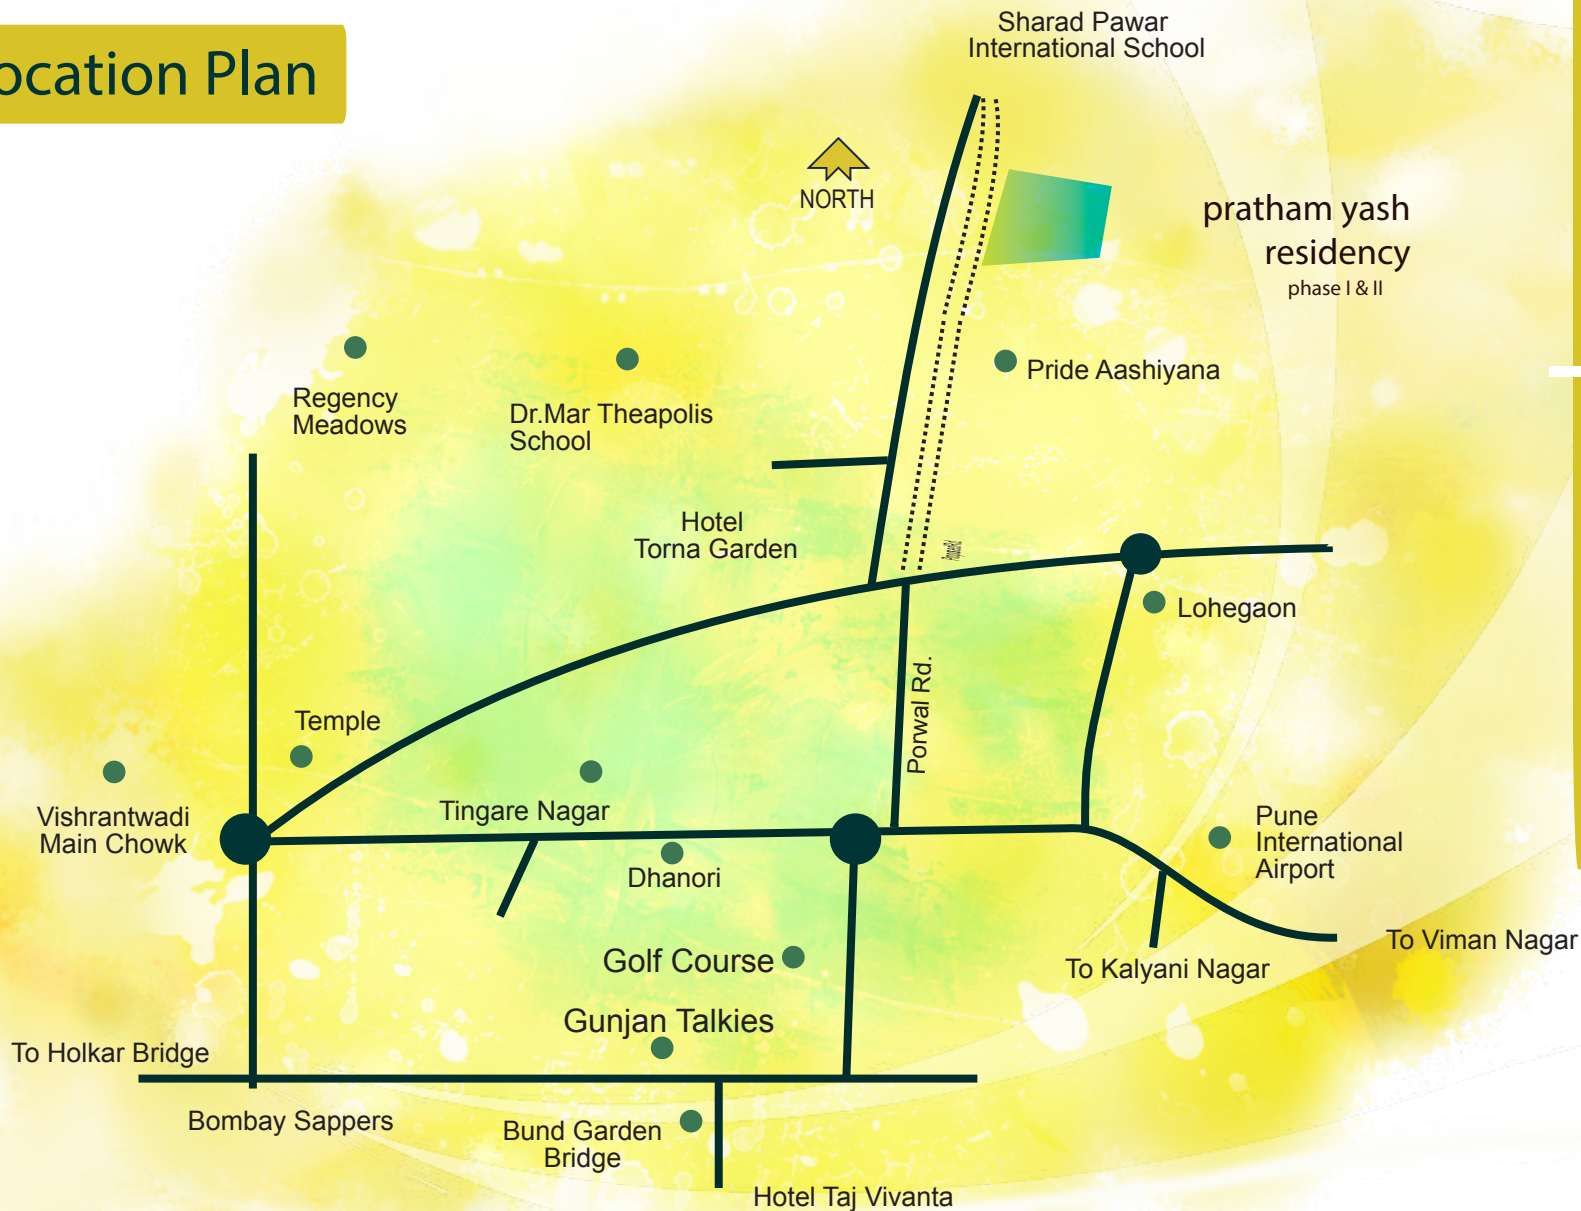 ocation Plan
Sharad Pawar
International School
NORTH
pratham yash
residency
phase I & II
Regency
Meadows
Dr.Mar Theapolis
School
Pride Aashiyana
Hotel
Torna Garden
Lohegaon
Porwal Rd.
Temple
Vishrantwadi
Main Chowk
Tingare Nagar
Dhanori
Pune
International
Airport
Golf Course
To Viman Nagar
To Kalyani Nagar
Gunjan Talkies
To Holkar Bridge
Bombay Sappers
Bund Garden
Bridge
Hotel Taj Vivanta